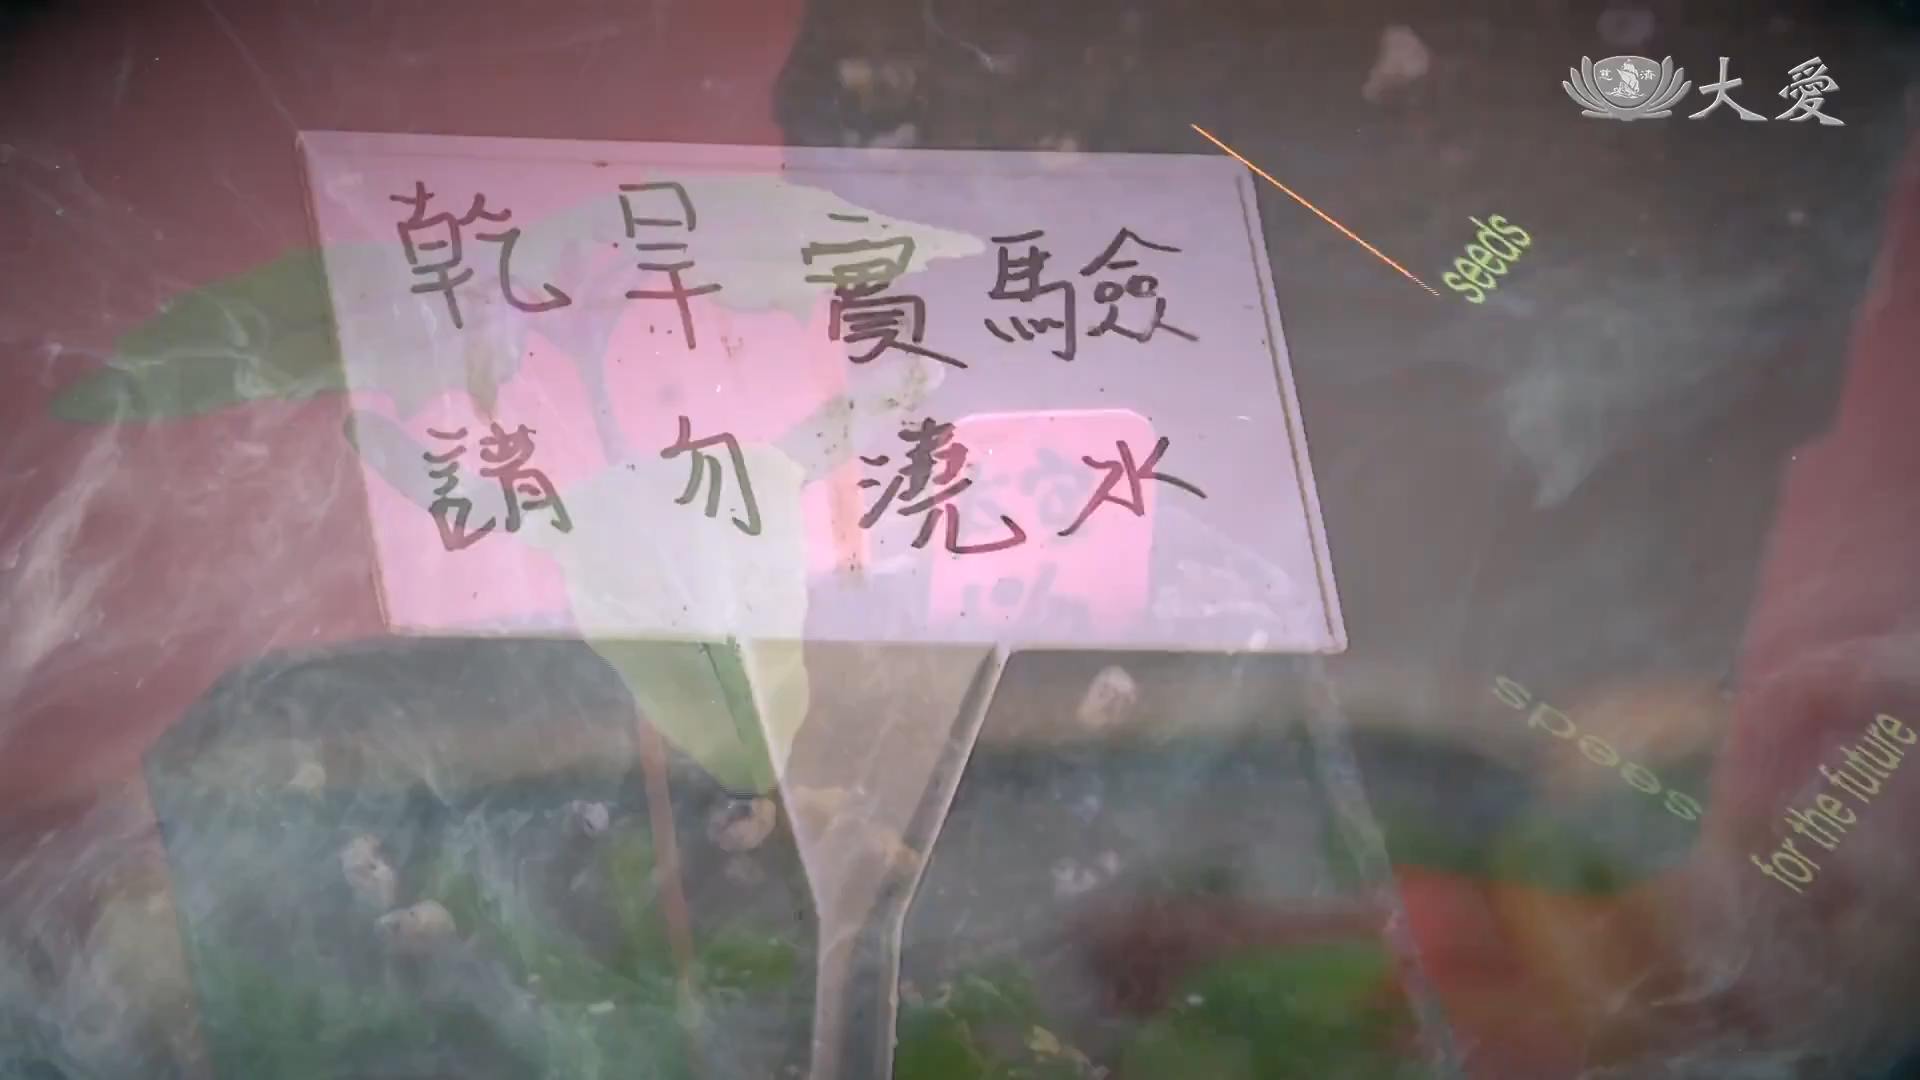 大愛
乾旱實驗
請勿澆水
seeds
seeds
for the future